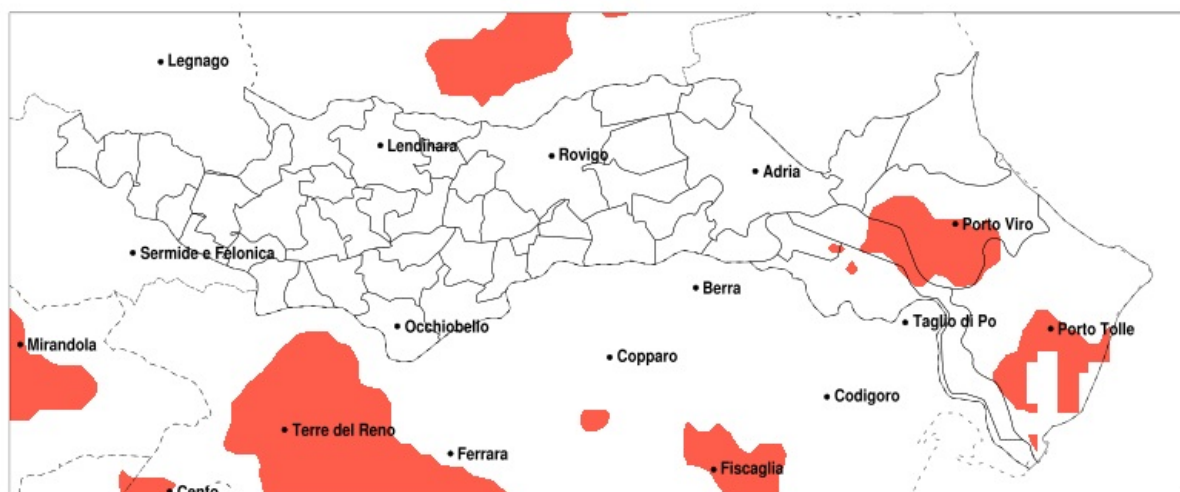 Legnago
Lendinara
Rovigo
Adria
Porto Viro
Sermide e Felonica
Berra
Taglio di Po
Occhiobello
Porto Tolle
Mirandola
Copparo
Codigoro
Terre del Reno
Ferrara
Fiscaglia
Cento